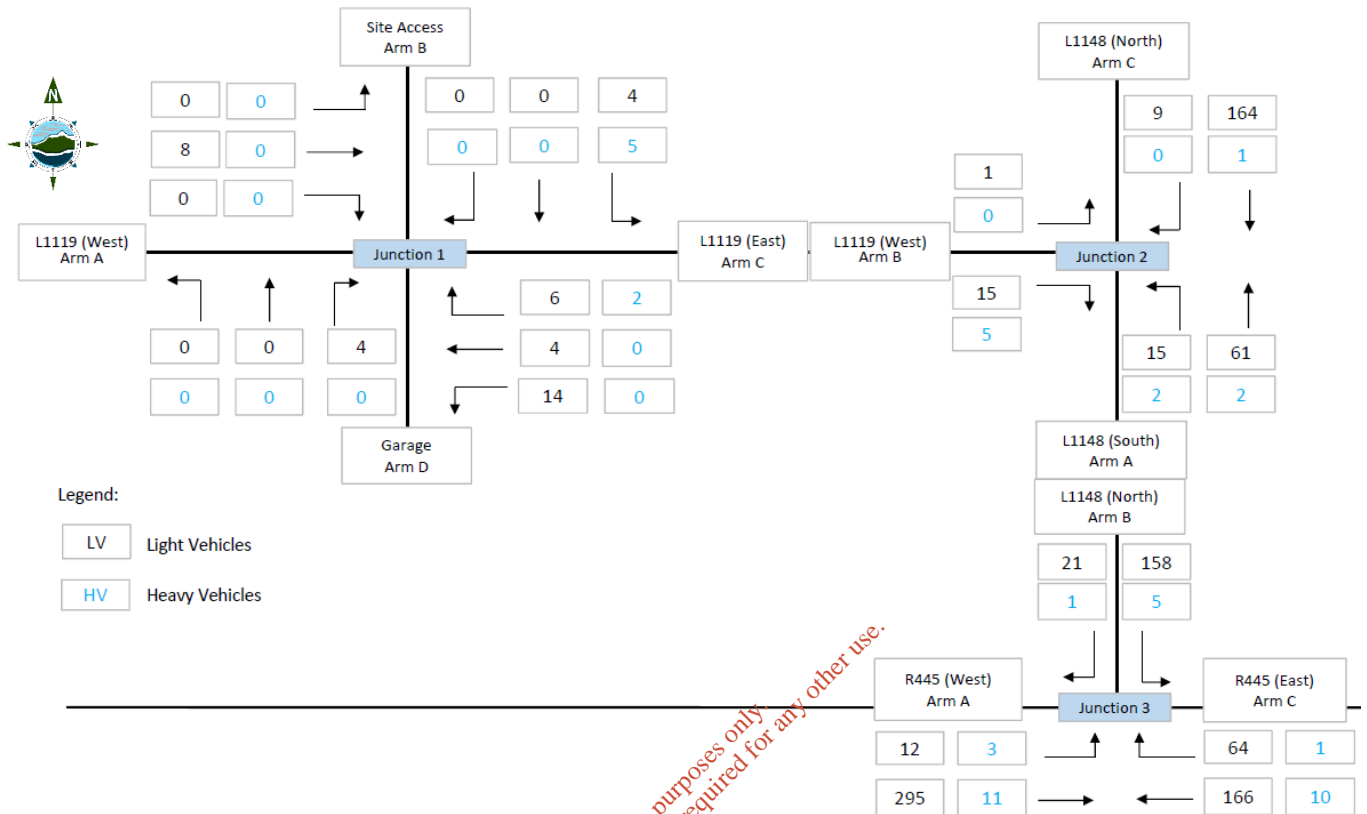 Site Access
Arm B
L1148 (North)
Arm C
N
0 0
0 0 4
9 164
8 0
0 0 5
0 1
0 0
1
0
L1119 (West)
Arm A
Junction 1
L1119 (East)
Arm C
L1119 (West)
Arm B
Junction 2
6 2
15
5
0 0 4
4 0
15 61
0 0 0
14 0
2 2
Garage
Arm D
L1148 (South)
Arm A
L1148 (North)
Arm B
Legend:
LV Light Vehicles
HV Heavy Vehicles
21 158
1 5
purposes only.
required for any other use.
R445 (West)
Arm A
Junction 3
R445 (East)
Arm C
12 3
64 1
295 11
166 10